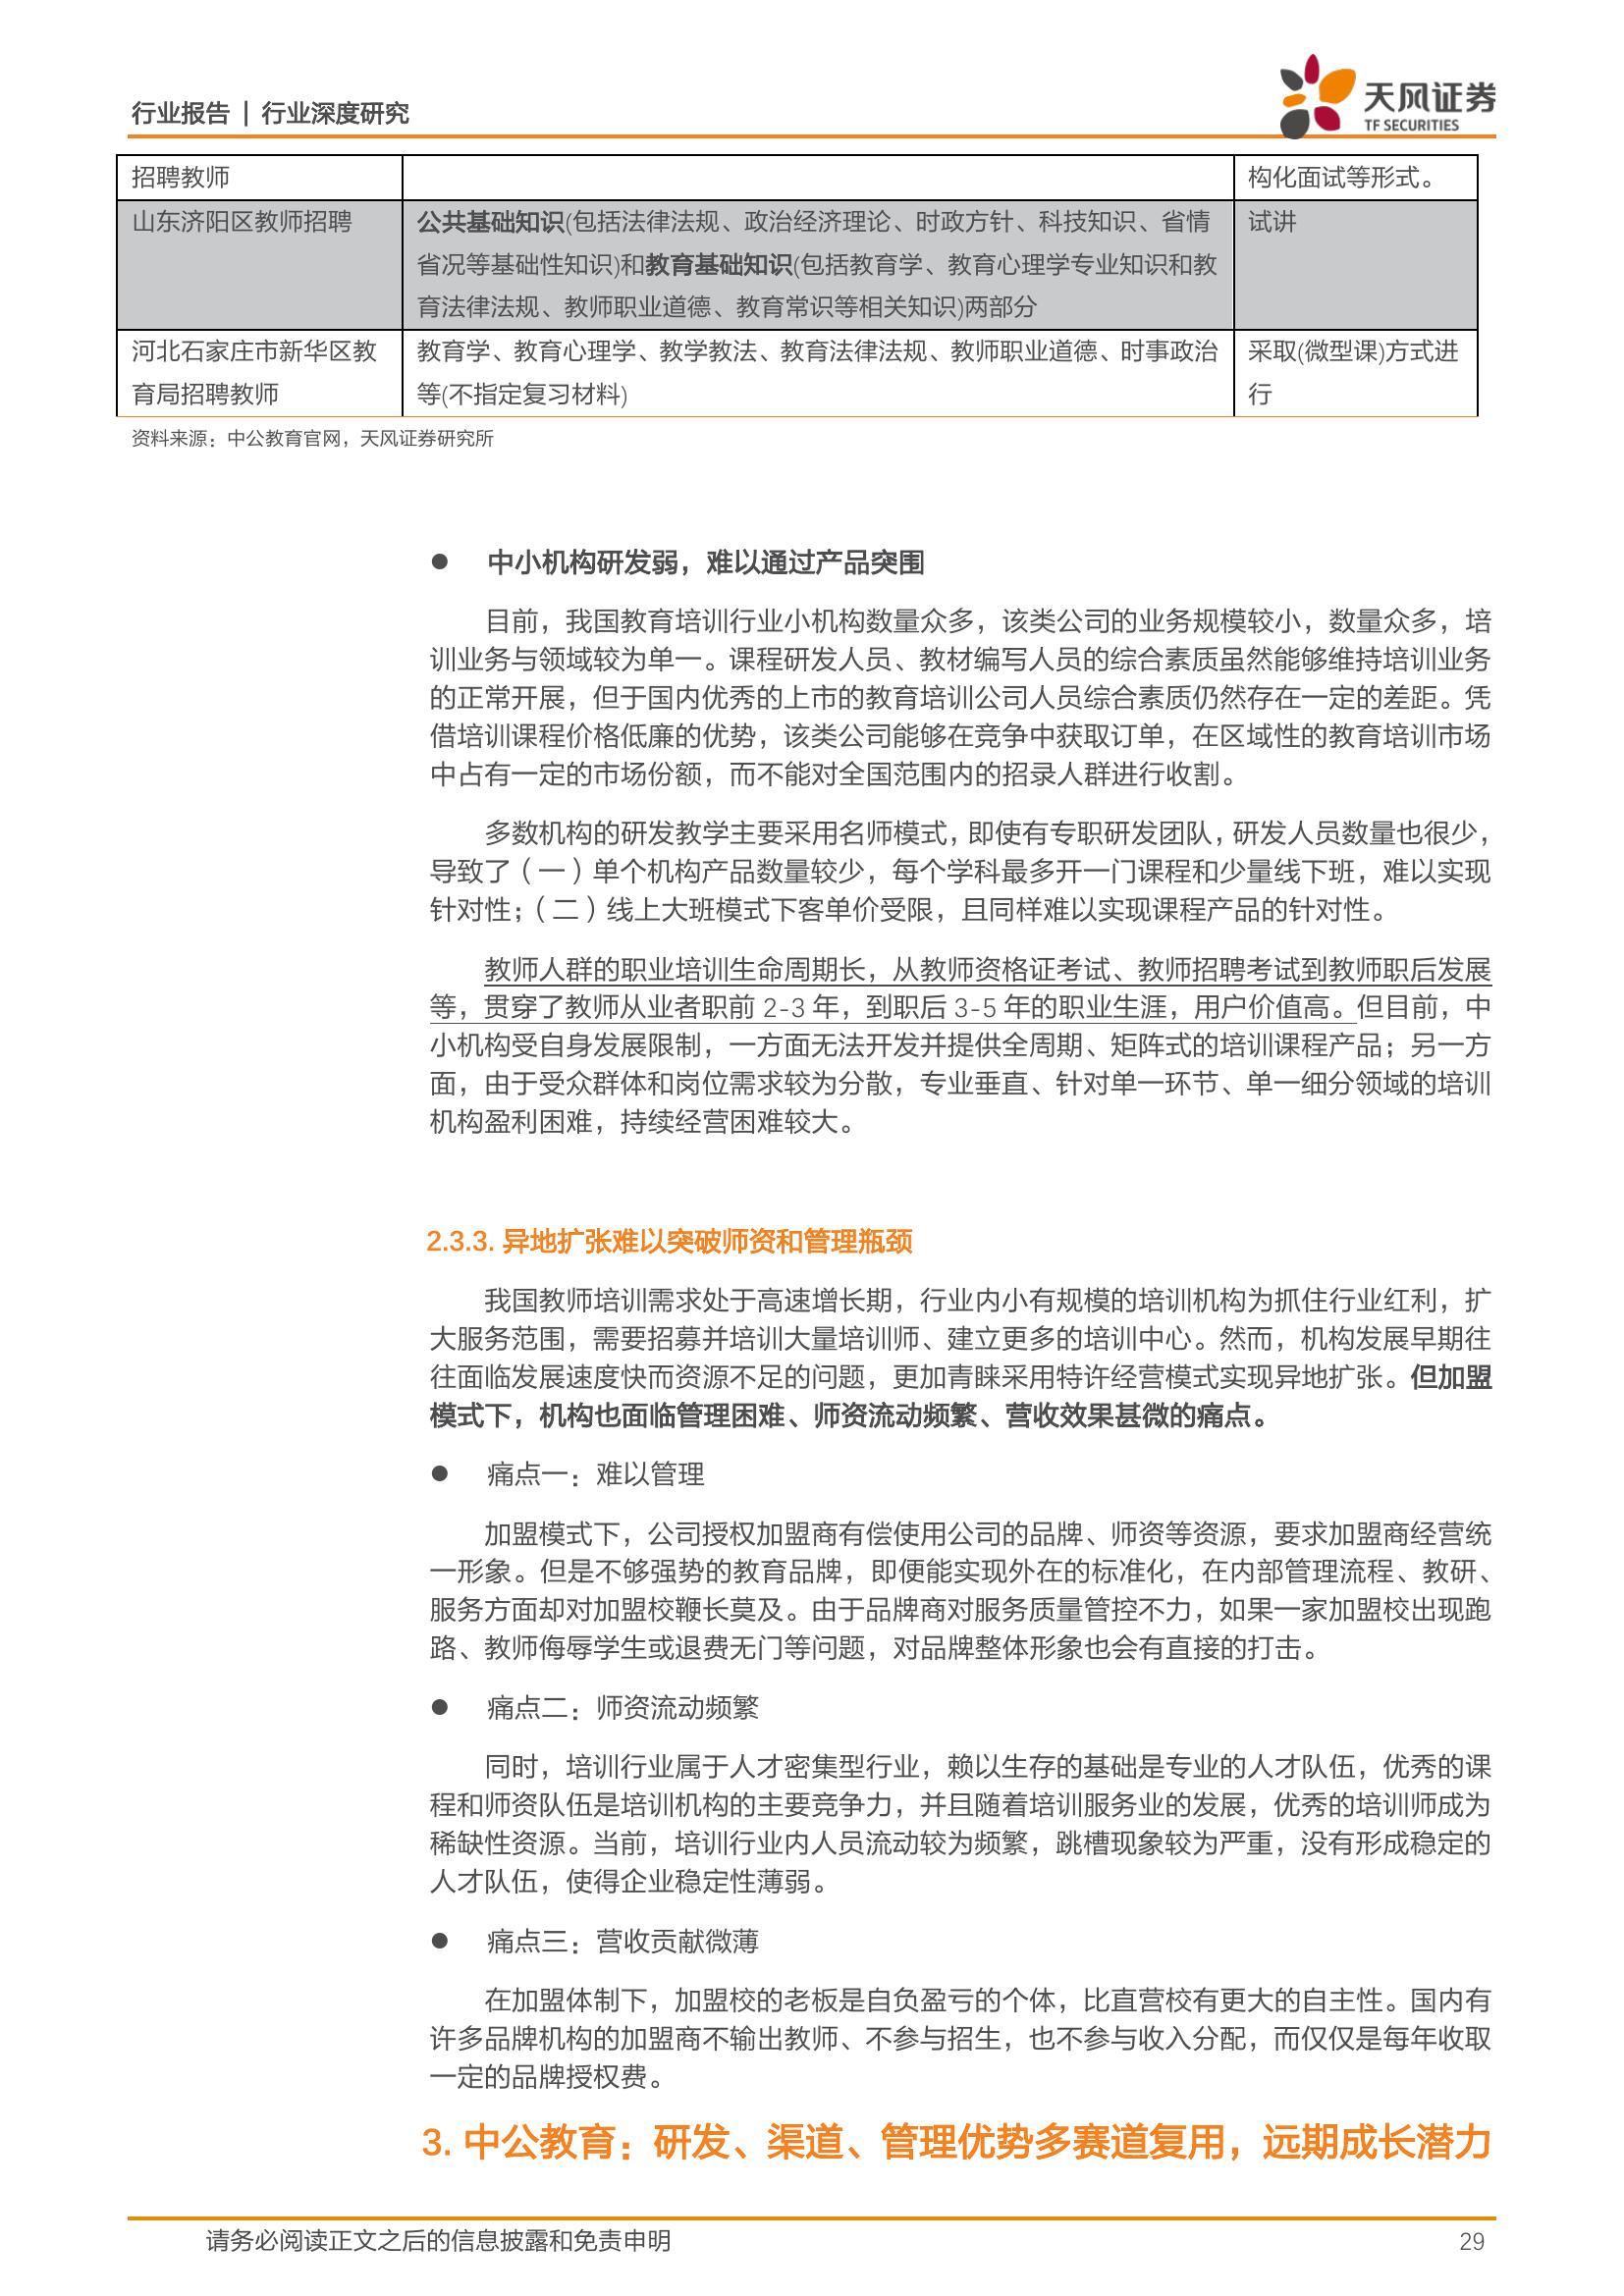 行业报告 | 行业深度研究
天风证券
TF SECURITIES
招聘教师
构化面试等形式。
山东济阳区教师招聘
公共基础知识(包括法律法规、政治经济理论、时政方针、科技知识、省情
省况等基础性知识)和教育基础知识(包括教育学、教育心理学专业知识和教
育法律法规、教师职业道德、教育常识等相关知识)两部分
试讲
河北石家庄市新华区教
育局招聘教师
教育学、教育心理学、教学教法、教育法律法规、教师职业道德、时事政治
等(不指定复习材料)
采取(微型课)方式进
行
资料来源：中公教育官网，天风证券研究所
● 中小机构研发弱，难以通过产品突围
目前，我国教育培训行业小机构数量众多，该类公司的业务规模较小，数量众多，培
训业务与领域较为单一。课程研发人员、教材编写人员的综合素质虽然能够维持培训业务
的正常开展，但于国内优秀的上市的教育培训公司人员综合素质仍然存在一定的差距。凭
借培训课程价格低廉的优势，该类公司能够在竞争中获取订单，在区域性的教育培训市场
中占有一定的市场份额，而不能对全国范围内的招录人群进行收割。
多数机构的研发教学主要采用名师模式，即使有专职研发团队，研发人员数量也很少，
导致了（一）单个机构产品数量较少，每个学科最多开一门课程和少量线下班，难以实现
针对性；（二）线上大班模式下客单价受限，且同样难以实现课程产品的针对性。
教师人群的职业培训生命周期长，从教师资格证考试、教师招聘考试到教师职后发展
等，贯穿了教师从业者职前 2-3 年，到职后 3-5 年的职业生涯，用户价值高。但目前，中
小机构受自身发展限制，一方面无法开发并提供全周期、矩阵式的培训课程产品；另一方
面，由于受众群体和岗位需求较为分散，专业垂直、针对单一环节、单一细分领域的培训
机构盈利困难，持续经营困难较大。
2.3.3. 异地扩张难以突破师资和管理瓶颈
我国教师培训需求处于高速增长期，行业内小有规模的培训机构为抓住行业红利，扩
大服务范围，需要招募并培训大量培训师、建立更多的培训中心。然而，机构发展早期往
往面临发展速度快而资源不足的问题，更加青睐采用特许经营模式实现异地扩张。但加盟
模式下，机构也面临管理困难、师资流动频繁、营收效果甚微的痛点。
● 痛点一：难以管理
加盟模式下，公司授权加盟商有偿使用公司的品牌、师资等资源，要求加盟商经营统
一形象。但是不够强势的教育品牌，即便能实现外在的标准化，在内部管理流程、教研、
服务方面却对加盟校鞭长莫及。由于品牌商对服务质量管控不力，如果一家加盟校出现跑
路、教师侮辱学生或退费无门等问题，对品牌整体形象也会有直接的打击。
● 痛点二：师资流动频繁
同时，培训行业属于人才密集型行业，赖以生存的基础是专业的人才队伍，优秀的课
程和师资队伍是培训机构的主要竞争力，并且随着培训服务业的发展，优秀的培训师成为
稀缺性资源。当前，培训行业内人员流动较为频繁，跳槽现象较为严重，没有形成稳定的
人才队伍，使得企业稳定性薄弱。
● 痛点三：营收贡献微薄
在加盟体制下，加盟校的老板是自负盈亏的个体，比直营校有更大的自主性。国内有
许多品牌机构的加盟商不输出教师、不参与招生，也不参与收入分配，而仅仅是每年收取
一定的品牌授权费。
3. 中公教育：研发、渠道、管理优势多赛道复用，远期成长潜力
请务必阅读正文之后的信息披露和免责申明
29